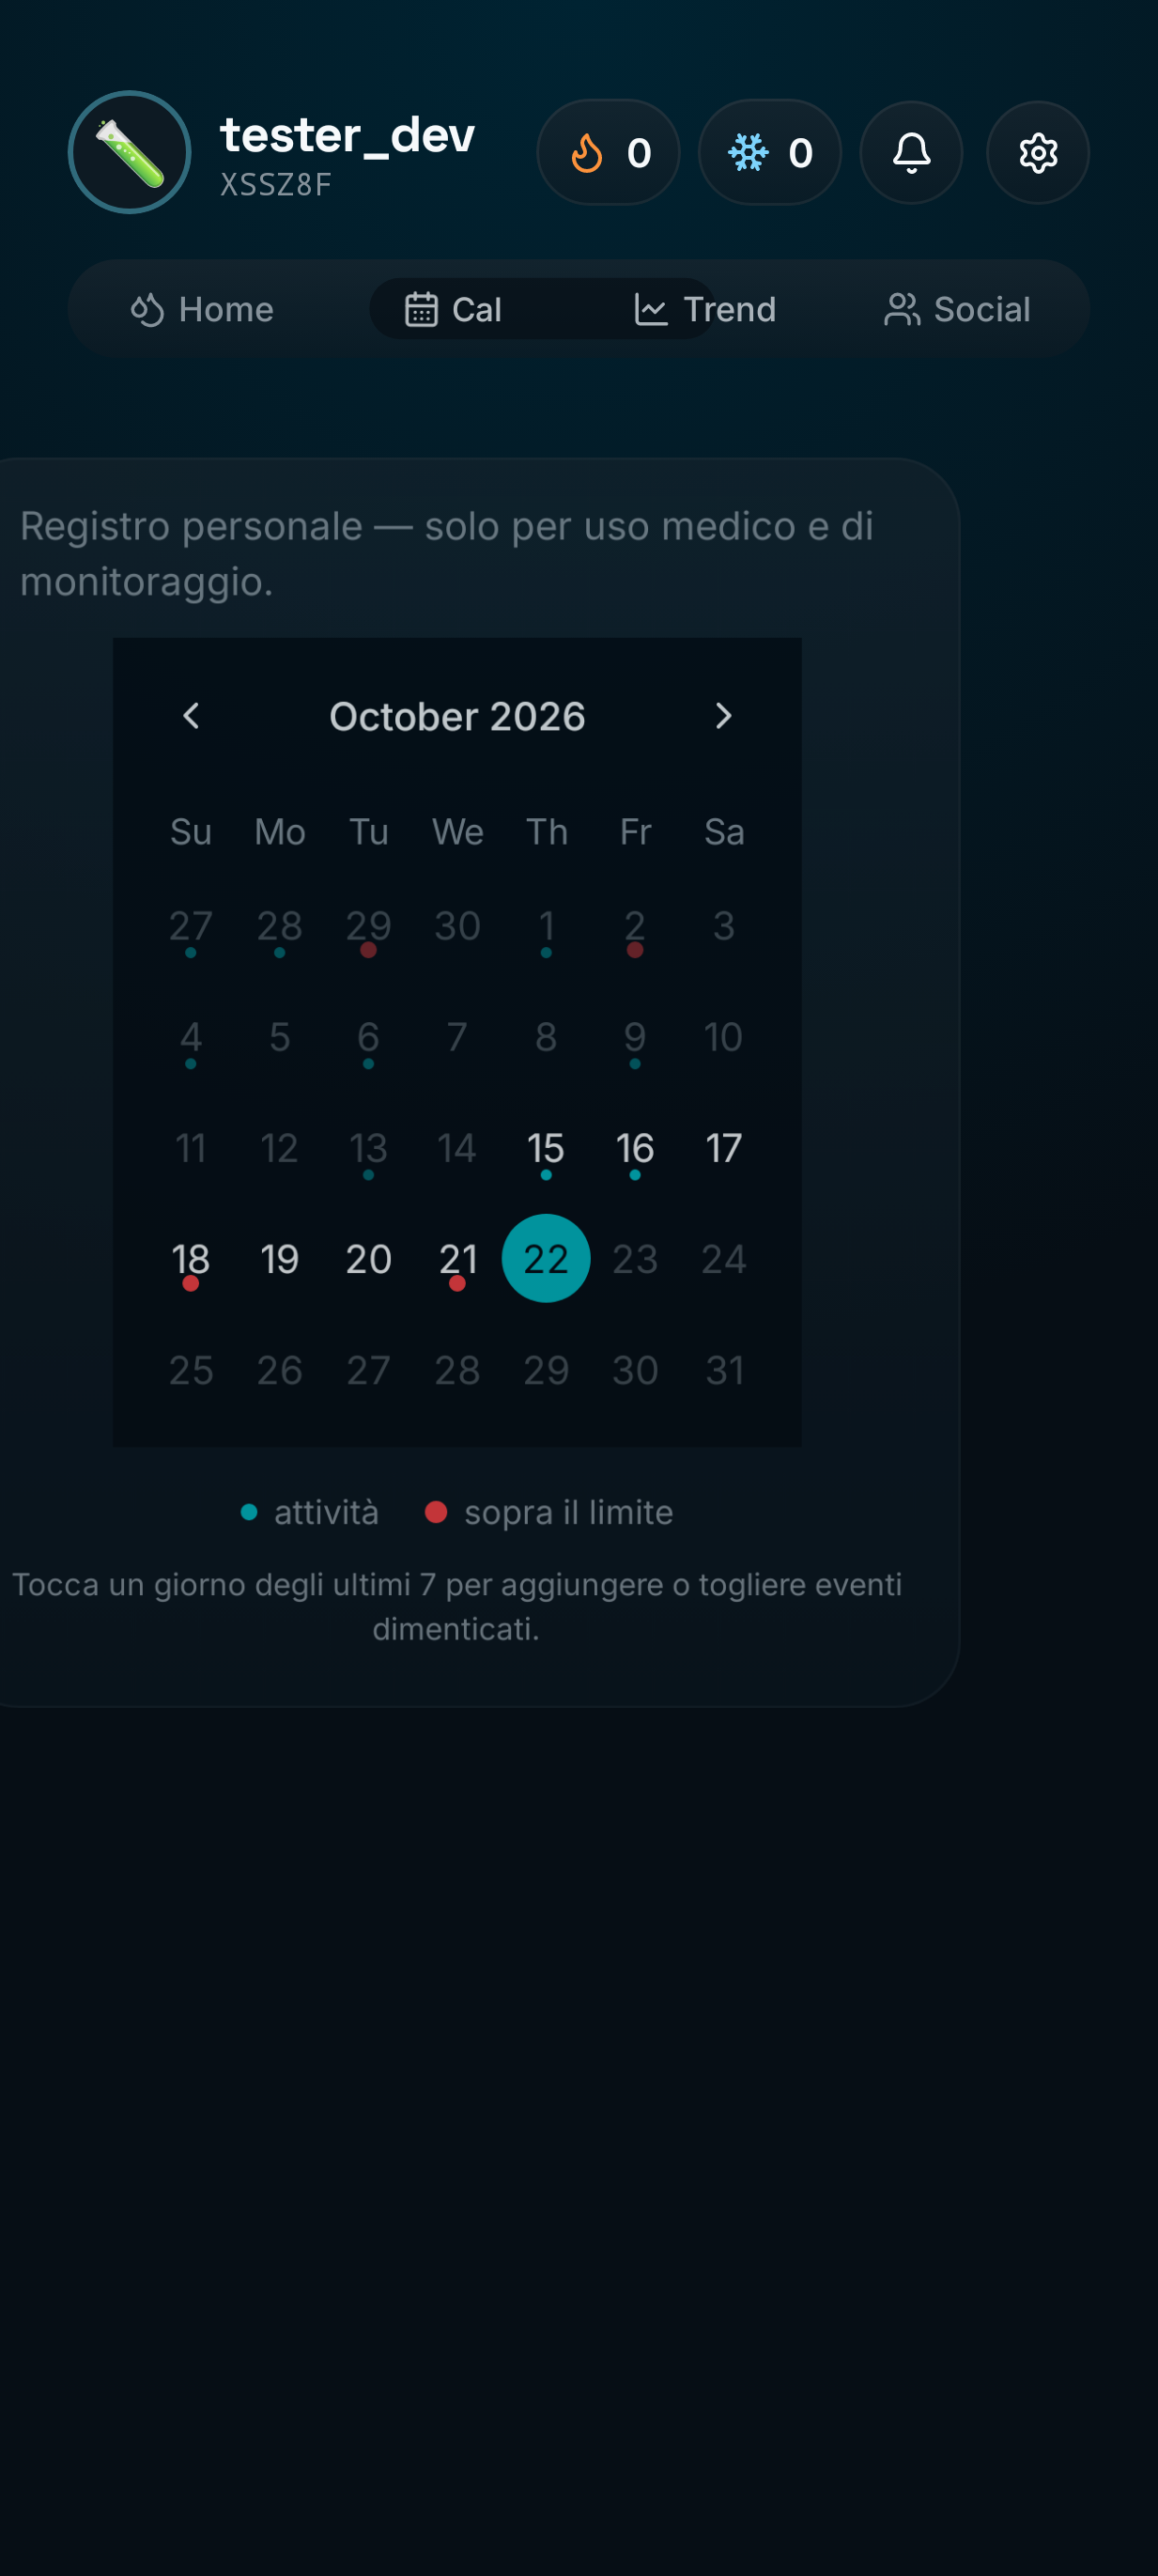 tester_dev
XSSZ8F
0
0
Home
Cal
Trend
Social
Registro personale — solo per uso medico e di
monitoraggio.
October 2026
Su Mo Tu We Th Fr Sa
27 28 29 30 1 2 3
4 5 6 7 8 9 10
11 12 13 14 15 16 17
18 19 20 21 22 23 24
25 26 27 28 29 30 31
attività sopra il limite
Tocca un giorno degli ultimi 7 per aggiungere o togliere eventi
dimenticati.